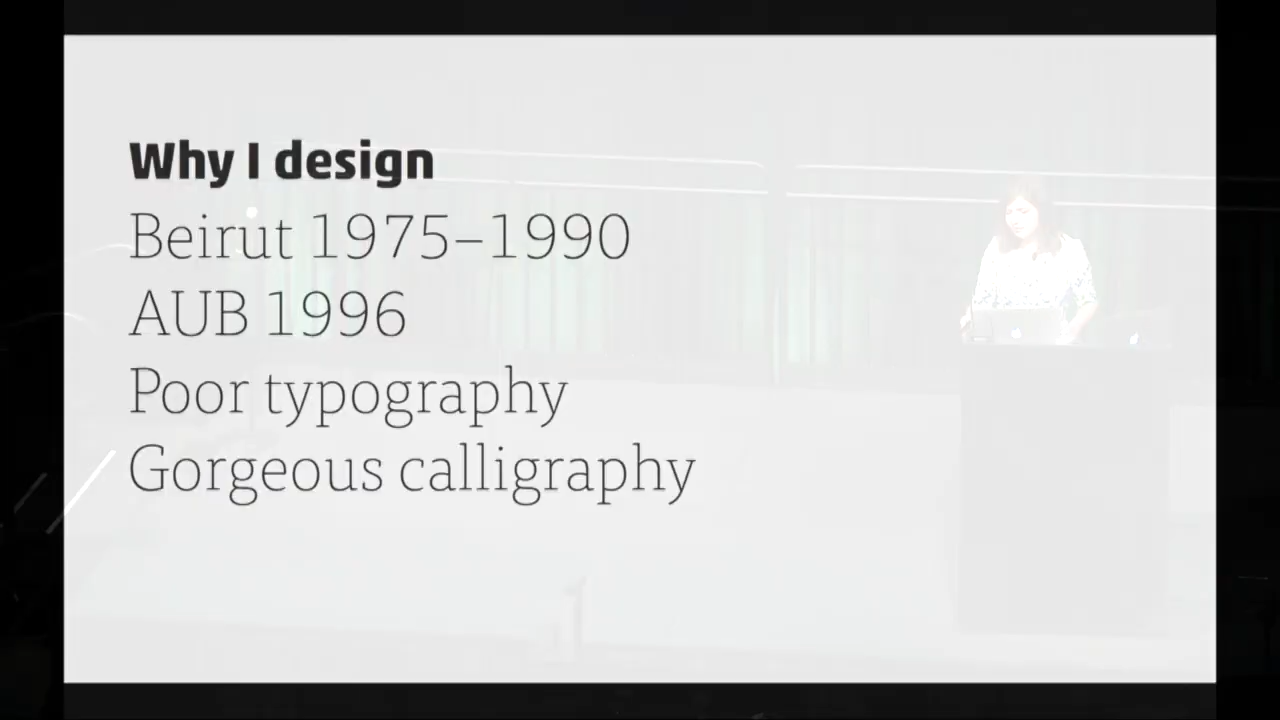 Why I design
Beirut 1975–1990
AUB 1996
Poor typography
Gorgeous calligraphy